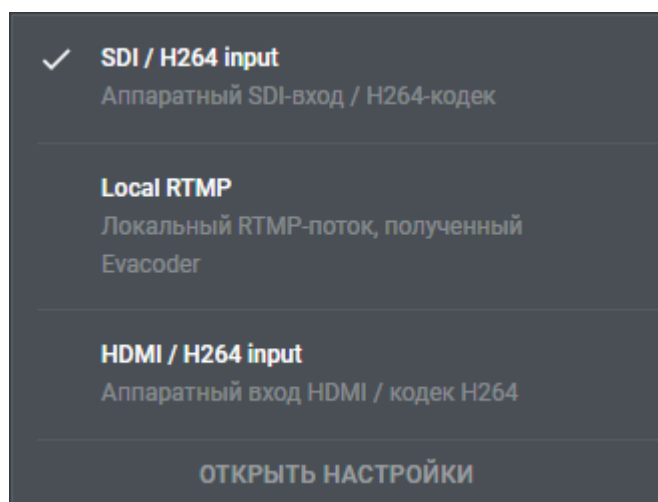 SDI / H264 input
Аппаратный SDI-вход / H264-кодек
Local RTMP
Локальный RTMP-поток, полученный
Evacoder
HDMI / H264 input
Аппаратный вход HDMI / кодек H264
ОТКРЫТЬ НАСТРОЙКИ